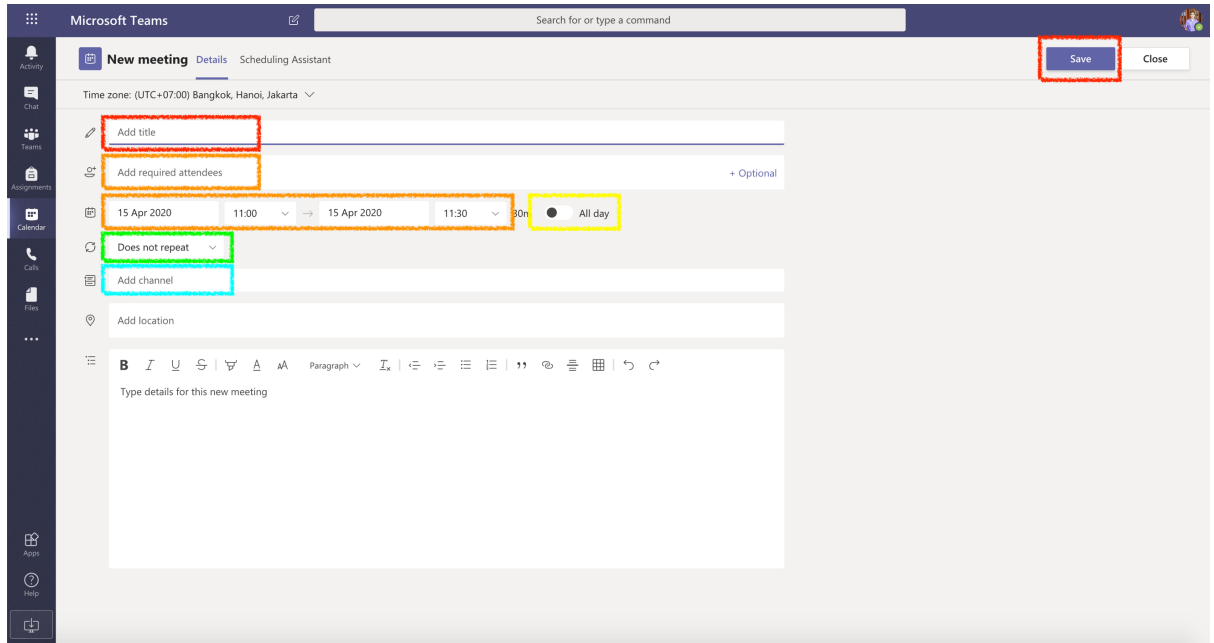 Microsoft Teams
Search for or type a command
Activity
Chat
Teams
Assignments
Calendar
Calls
Files
Apps
Help
New meeting Details Scheduling Assistant
Save Close
Time zone: (UTC+07:00) Bangkok, Hanoi, Jakarta
Add title
Add required attendees + Optional
15 Apr 2020 11:00 → 15 Apr 2020 11:30 30m All day
Does not repeat
Add channel
Add location
B I U S A AA Paragraph Ix
Type details for this new meeting